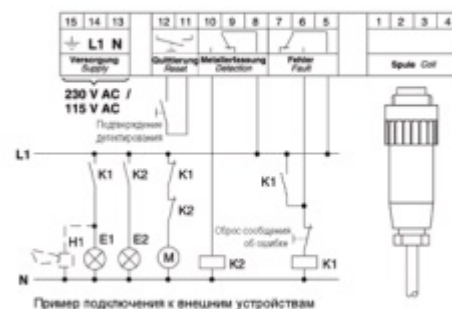 15 14 13 12 11 10 9 8 7 6 5 1 2 3 4
L1 N
Versorgung
Supply
Quittierung
Reset
Metallerfassung
Detection
Fehler
Fault
Spule Coil
230 V AC /
115 V AC
Подтверждение
детектирования
L1
K1 K2 K1 K1
K2
Сброс сообщения
об ошибке
H1 E1 E2 M K2 K1
N
Пример подключения к внешним устройствам